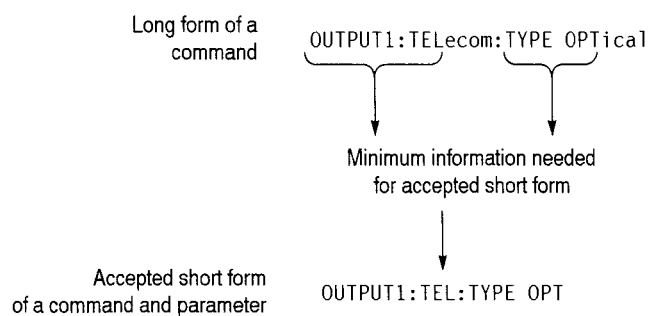 Long form of a
command
OUTPUT1:TELecom:TYPE OPTical
Minimum information needed
for accepted short form
Accepted short form
of a command and parameter
OUTPUT1:TEL:TYPE OPT